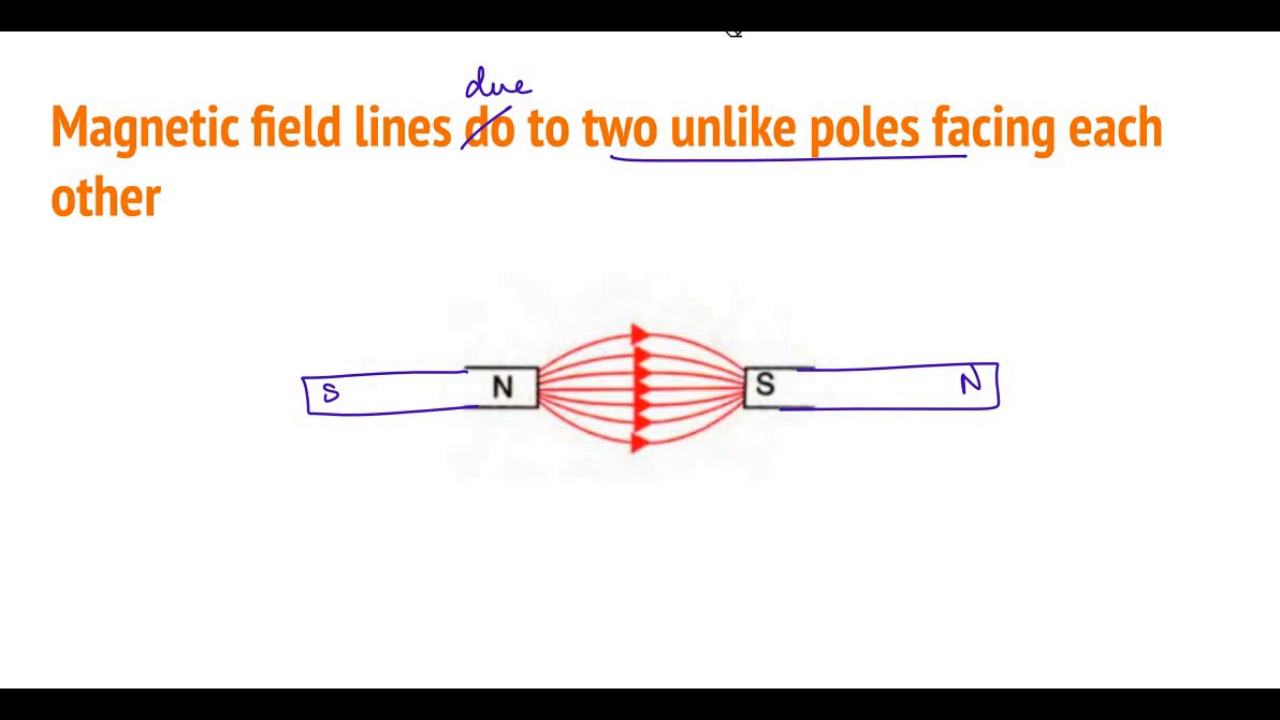 due
Magnetic field lines do to two unlike poles facing each
other
S N S N